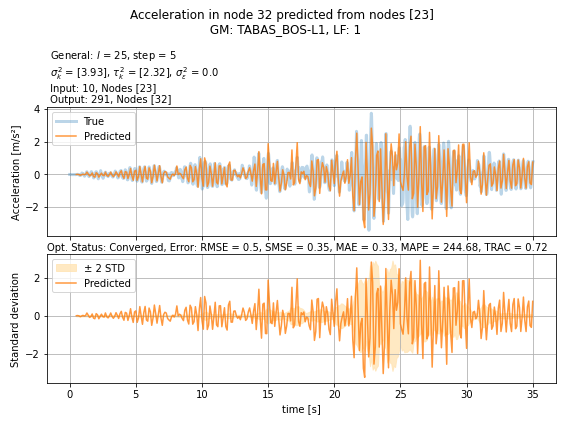 Acceleration in node 32 predicted from nodes [23]
GM: TABAS_BOS-L1, LF: 1
General: l = 25, step = 5
σ²ₖ = [3.93], τ²ₖ = [2.32], σ²ε = 0.0
Input: 10, Nodes [23]
Output: 291, Nodes [32]
Acceleration [m/s²]
4
2
0
−2
True
Predicted
Opt. Status: Converged, Error: RMSE = 0.5, SMSE = 0.35, MAE = 0.33, MAPE = 244.68, TRAC = 0.72
Standard deviation
2
0
−2
± 2 STD
Predicted
0 5 10 15 20 25 30 35
time [s]